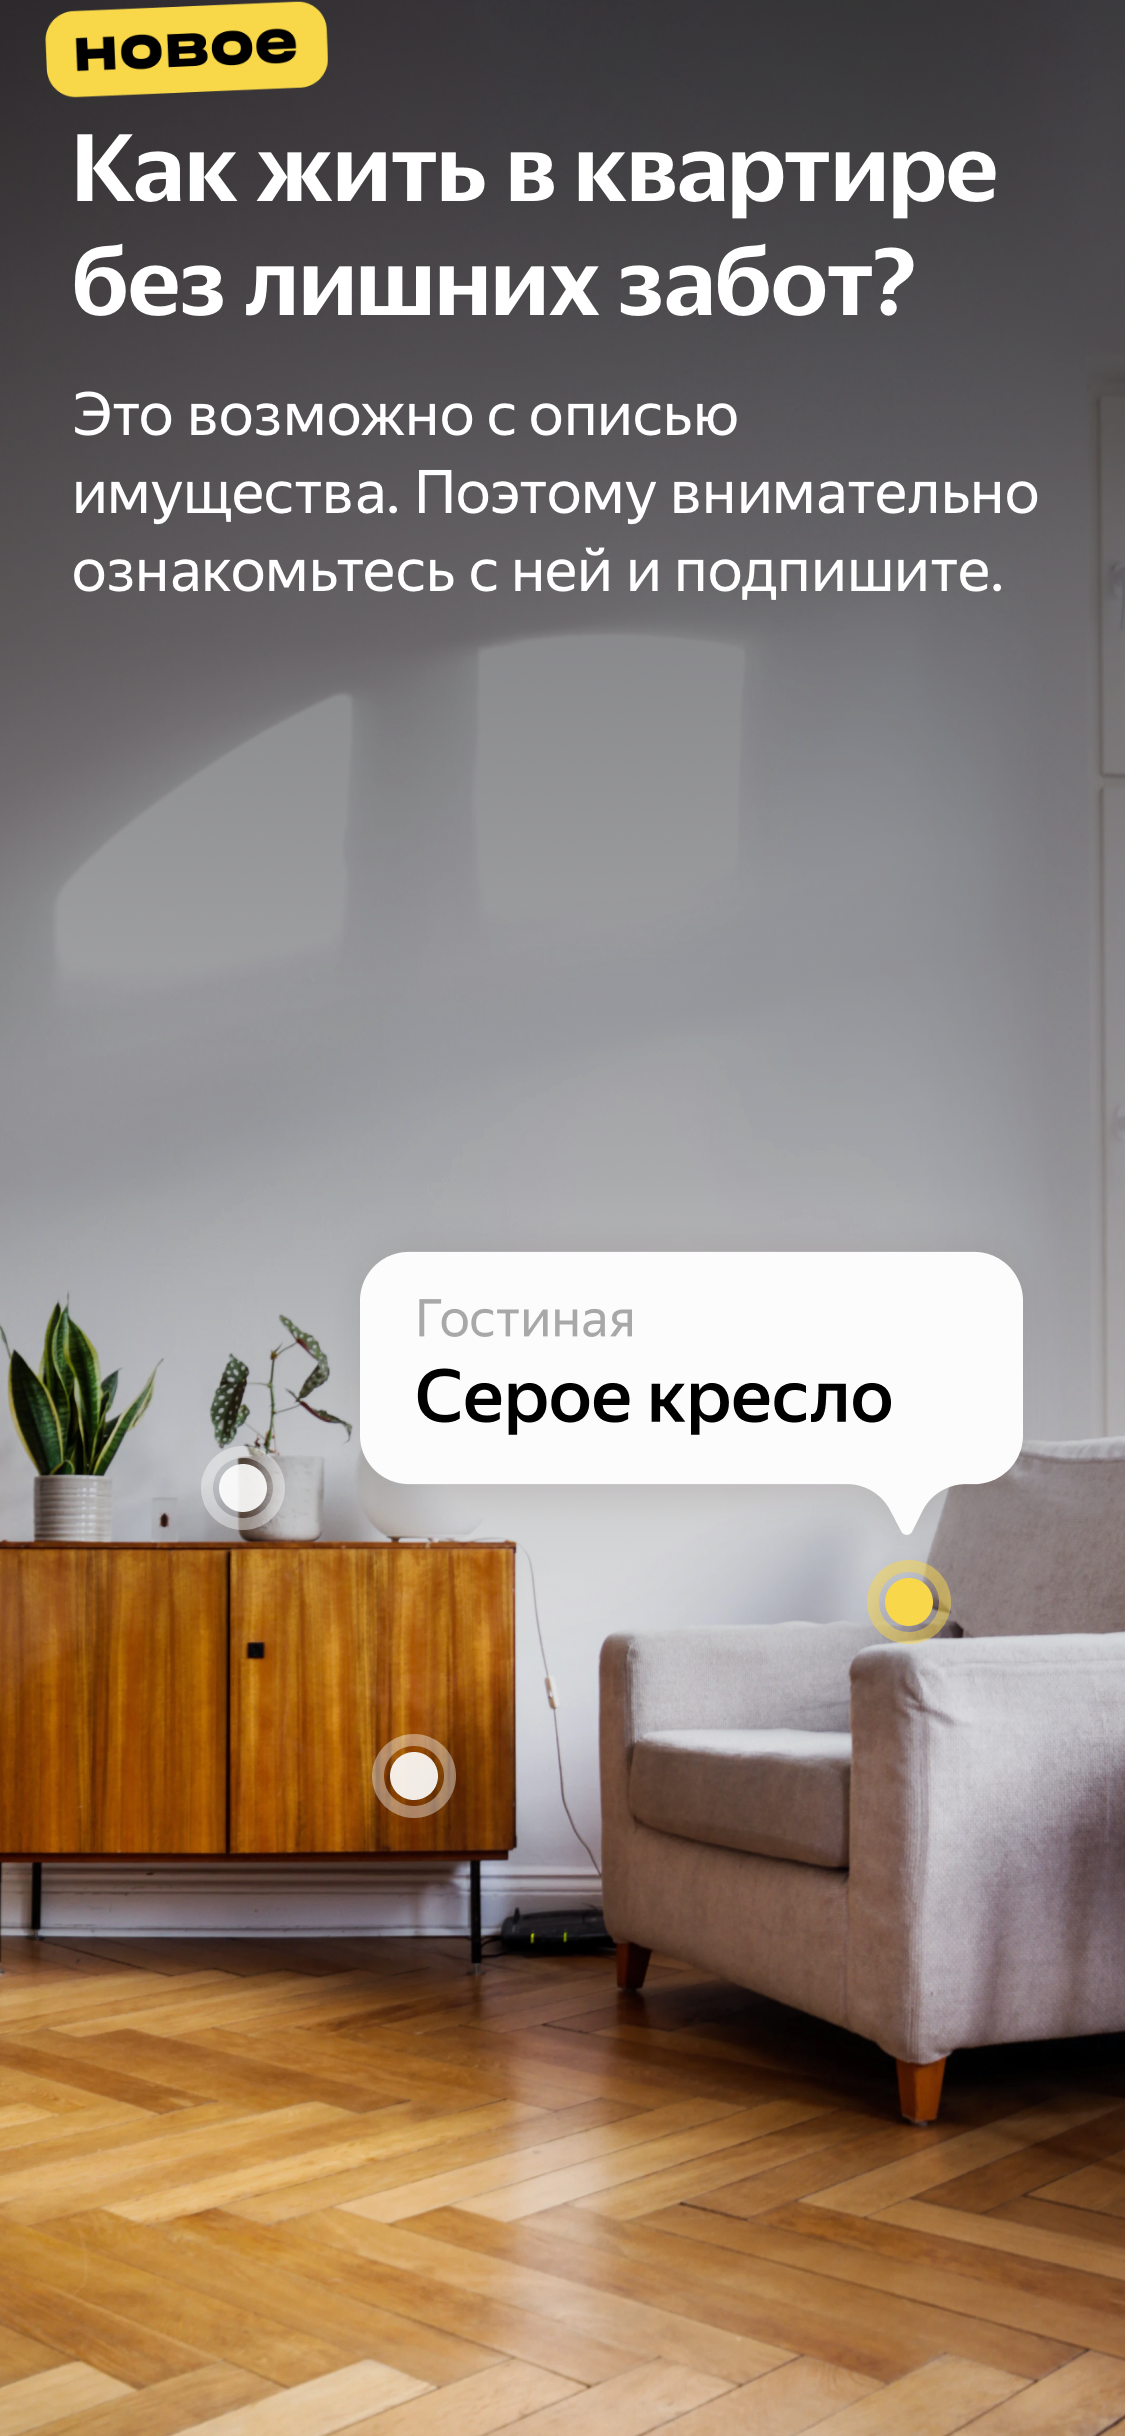 новое
Как жить в квартире
без лишних забот?
Это возможно с описью
имущества. Поэтому внимательно
ознакомьтесь с ней и подпишите.
Гостиная
Серое кресло